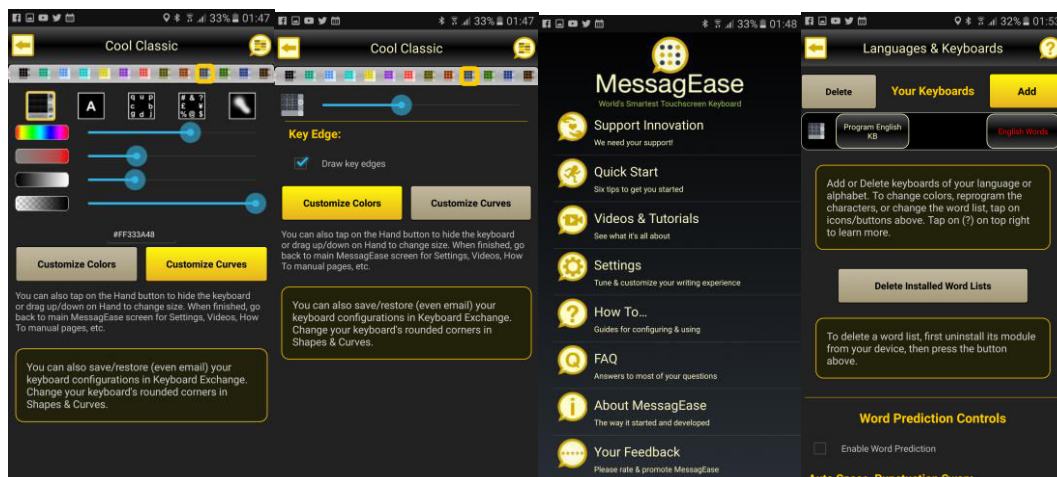 33% 01:47
Cool Classic
A
q u p
c b
g d j
# & ?
£ ¥
% @ $
#FF333A48
Customize Colors
Customize Curves
You can also tap on the Hand button to hide the keyboard
or drag up/down on Hand to change size. When finished, go
back to main MessagEase screen for Settings, Videos, How
To manual pages, etc.
You can also save/restore (even email) your
keyboard configurations in Keyboard Exchange.
Change your keyboard's rounded corners in
Shapes & Curves.
33% 01:47
Cool Classic
Key Edge:
Draw key edges
Customize Colors
Customize Curves
You can also tap on the Hand button to hide the keyboard
or drag up/down on Hand to change size. When finished, go
back to main MessagEase screen for Settings, Videos, How
To manual pages, etc.
You can also save/restore (even email) your
keyboard configurations in Keyboard Exchange.
Change your keyboard's rounded corners in
Shapes & Curves.
33% 01:48
MessagEase
World's Smartest Touchscreen Keyboard
Support Innovation
We need your support!
Quick Start
Six tips to get you started
Videos & Tutorials
See what it's all about
Settings
Tune & customize your writing experience
How To...
Guides for configuring & using
FAQ
Answers to most of your questions
About MessagEase
The way it started and developed
Your Feedback
Please rate & promote MessagEase
32% 01:53
Languages & Keyboards
Delete
Your Keyboards
Add
Program English
KB
English Words
Add or Delete keyboards of your language or
alphabet. To change colors, reprogram the
characters, or change the word list, tap on
icons/buttons above. Tap on (?) on top right
to learn more.
Delete Installed Word Lists
To delete a word list, first uninstall its module
from your device, then press the button
above.
Word Prediction Controls
Enable Word Prediction